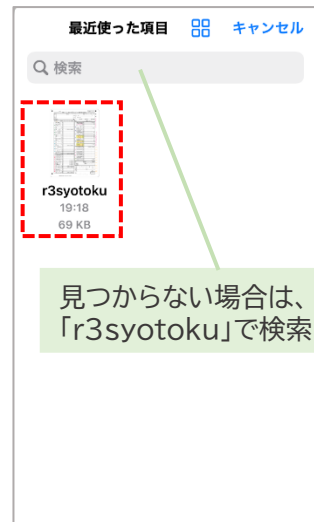 最近使った項目 キャンセル
検索
r3syotoku
19:18
69 KB
見つからない場合は、
「r3syotoku」で検索